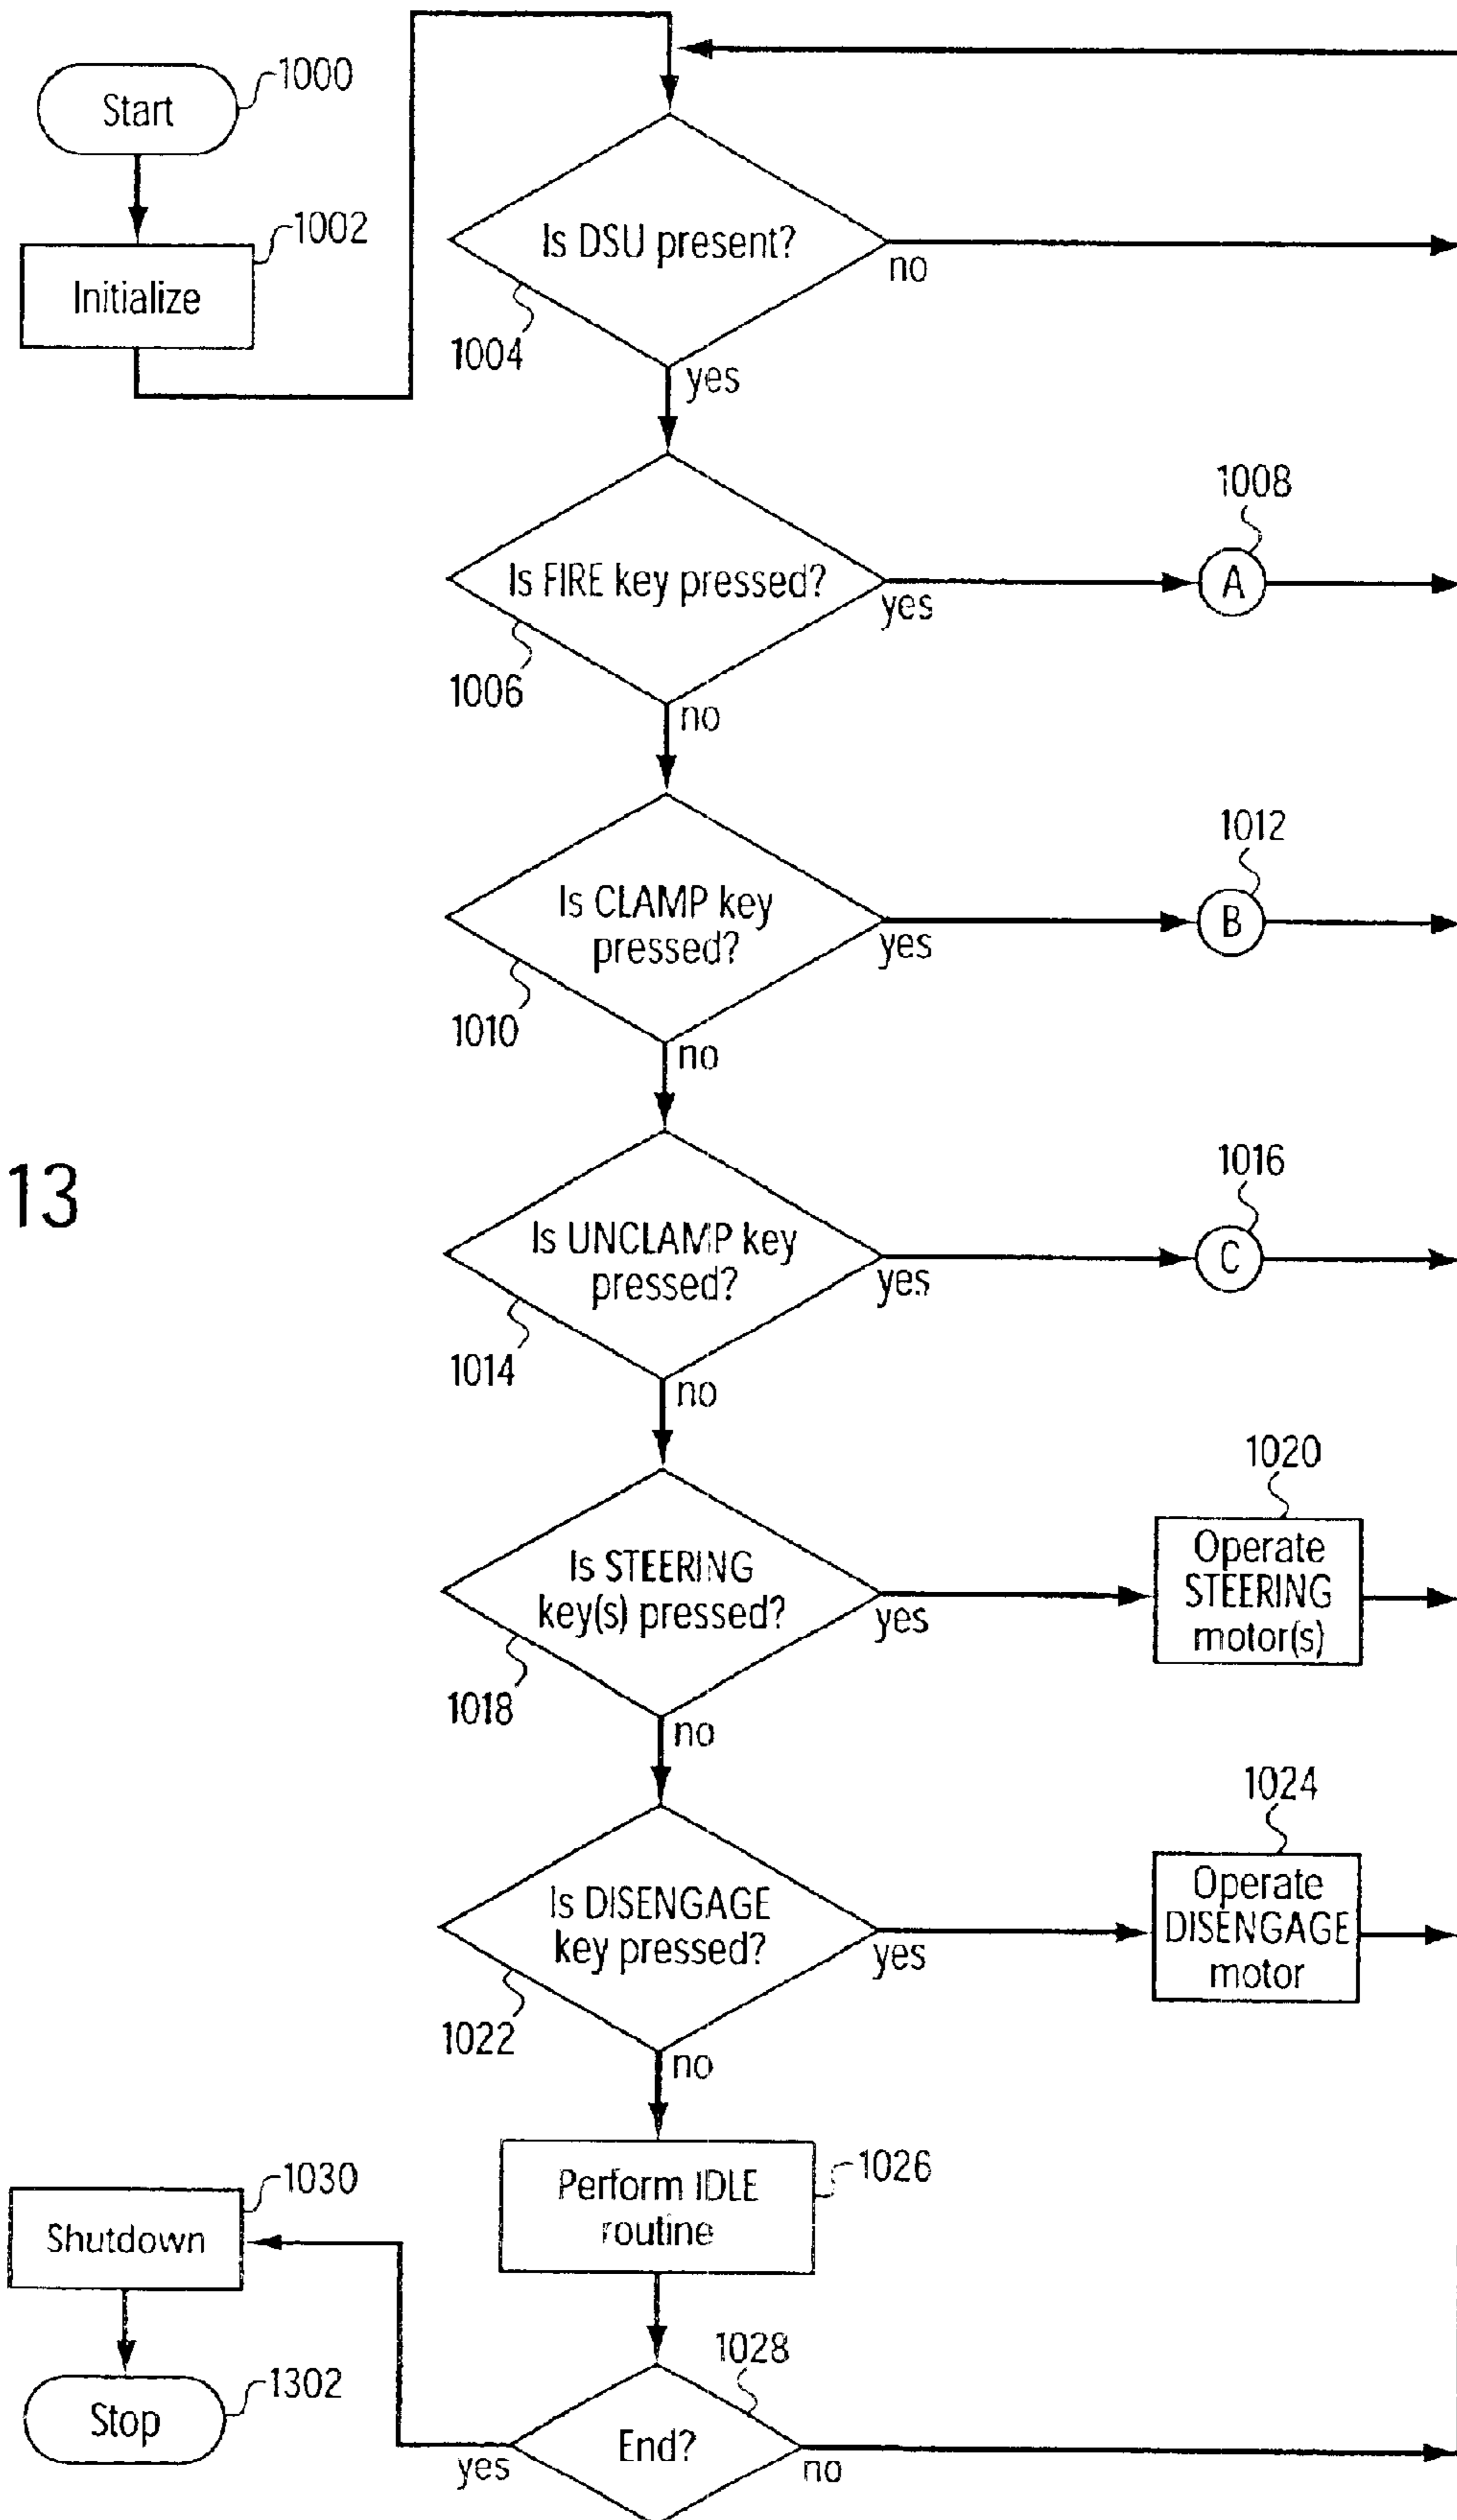 1000
Start
1002
Initialize
Is DSU present?
no
1004
yes
1008
Is FIRE key pressed?
A
yes
1006
no
1012
Is CLAMP key
pressed?
B
yes
1010
no
13
1016
Is UNCLAMP key
pressed?
C
yes
1014
no
1020
Is STEERING
key(s) pressed?
yes
Operate
STEERING
motor(s)
1018
no
1024
Is DISENGAGE
key pressed?
yes
Operate
DISENGAGE
motor
1022
no
Perform IDLE
routine
1026
1030
Shutdown
1028
1302
Stop
End?
yes
no